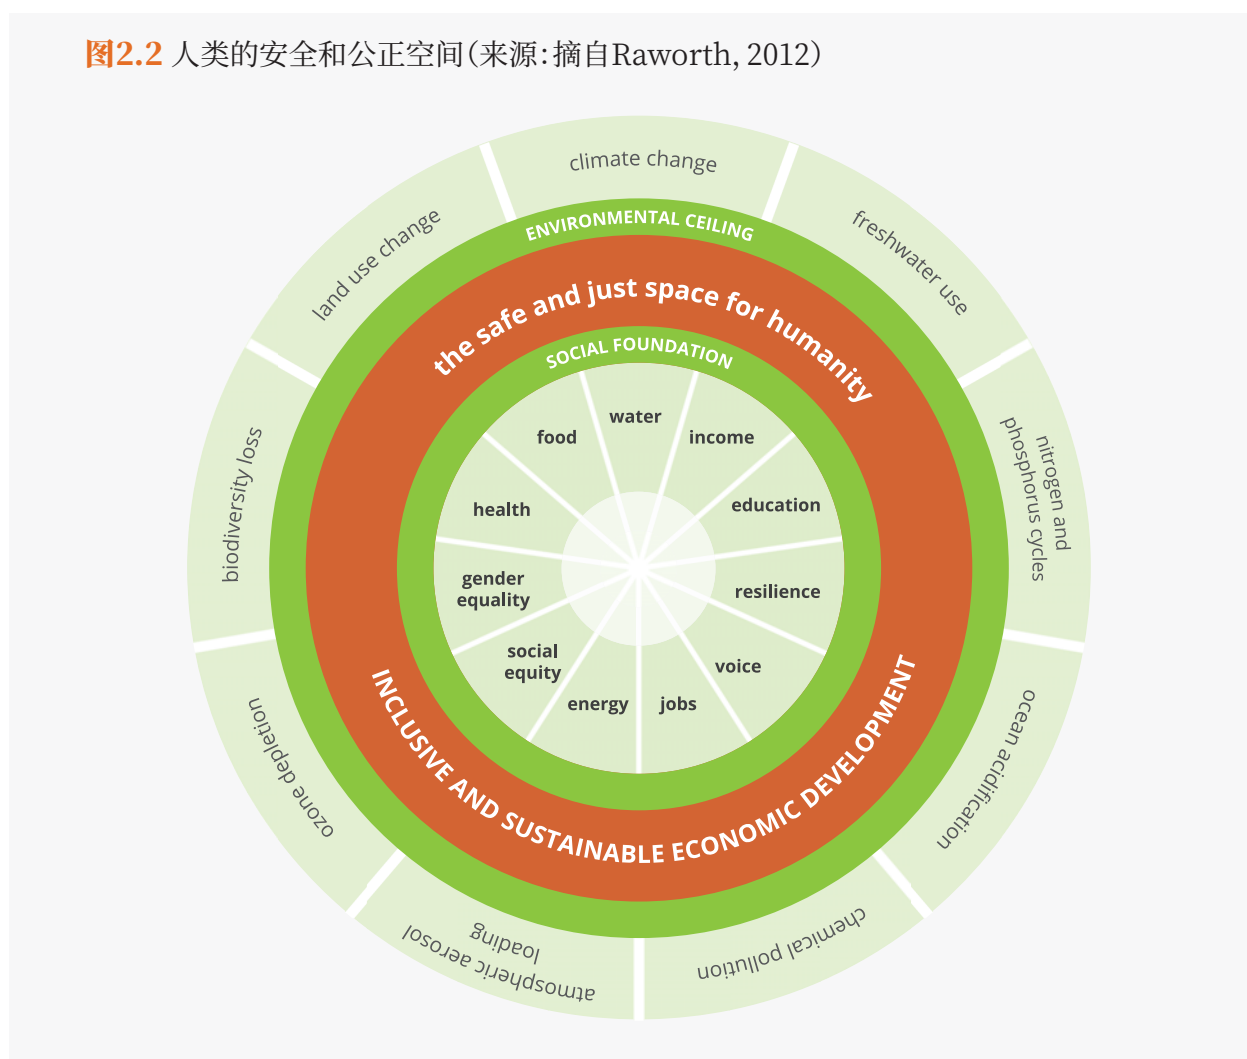 图2.2 人类的安全和公正空间(来源:摘自Raworth, 2012)
climate change
freshwater use
nitrogen and
phosphorus cycles
ocean acidification
chemical pollution
atmospheric aerosol
loading
ozone depletion
biodiversity loss
land use change
ENVIRONMENTAL CEILING
the safe and just space for humanity
SOCIAL FOUNDATION
water
income
education
resilience
voice
jobs
energy
social
equity
gender
equality
health
food
INCLUSIVE AND SUSTAINABLE ECONOMIC DEVELOPMENT